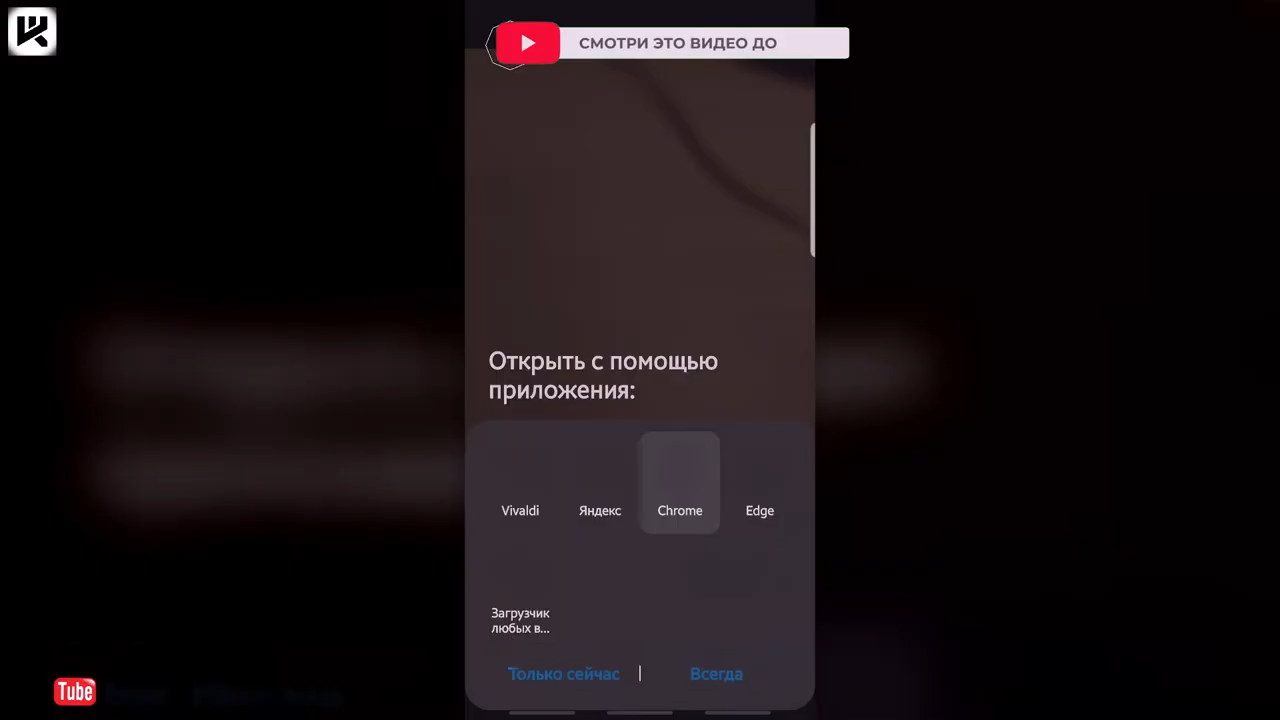 СМОТРИ ЭТО ВИДЕО ДО
Открыть с помощью
приложения:
Vivaldi
Яндекс
Chrome
Edge
Загрузчик
любых в...
Только сейчас | Всегда
Tube